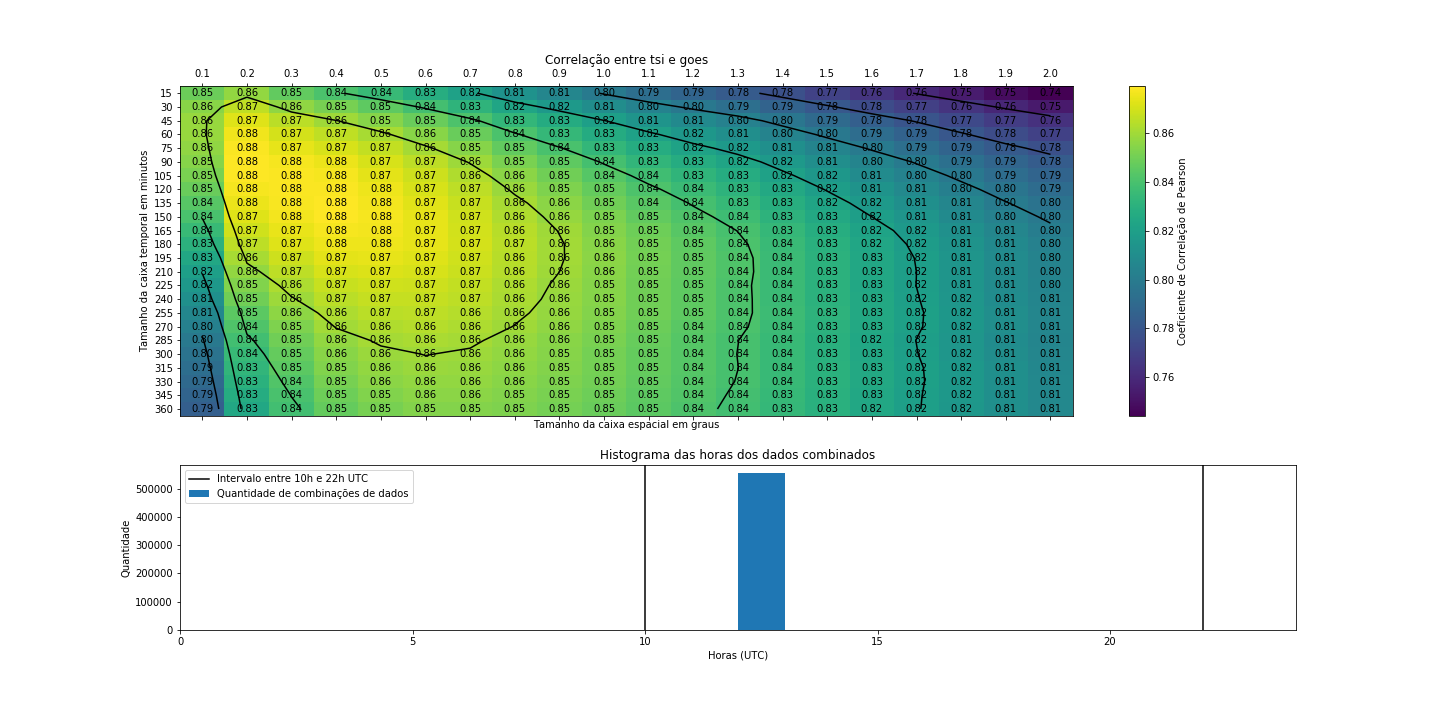 Correlação entre tsi e goes
0.1 0.2 0.3 0.4 0.5 0.6 0.7 0.8 0.9 1.0 1.1 1.2 1.3 1.4 1.5 1.6 1.7 1.8 1.9 2.0
15 0.85 0.86 0.85 0.84 0.84 0.83 0.82 0.81 0.81 0.80 0.79 0.79 0.78 0.78 0.77 0.76 0.76 0.75 0.75 0.74
30 0.86 0.87 0.86 0.85 0.85 0.84 0.83 0.82 0.82 0.81 0.80 0.80 0.79 0.79 0.78 0.78 0.77 0.76 0.76 0.75
45 0.86 0.87 0.87 0.86 0.85 0.85 0.84 0.83 0.83 0.82 0.81 0.81 0.80 0.80 0.79 0.78 0.78 0.77 0.77 0.76
60 0.86 0.88 0.87 0.87 0.86 0.86 0.85 0.84 0.83 0.83 0.82 0.82 0.81 0.80 0.80 0.79 0.79 0.78 0.78 0.77
75 0.86 0.88 0.88 0.87 0.87 0.86 0.85 0.85 0.84 0.83 0.83 0.82 0.82 0.81 0.81 0.80 0.79 0.79 0.78 0.78
90 0.85 0.88 0.88 0.88 0.87 0.87 0.86 0.85 0.85 0.84 0.83 0.83 0.82 0.82 0.81 0.80 0.80 0.79 0.79 0.78
105 0.85 0.88 0.88 0.88 0.87 0.87 0.86 0.86 0.85 0.84 0.84 0.83 0.83 0.82 0.82 0.81 0.80 0.80 0.79 0.79
120 0.85 0.88 0.88 0.88 0.88 0.87 0.87 0.86 0.85 0.85 0.84 0.84 0.83 0.83 0.82 0.81 0.81 0.80 0.80 0.79
135 0.84 0.87 0.88 0.88 0.88 0.87 0.87 0.86 0.86 0.85 0.84 0.84 0.83 0.83 0.82 0.82 0.81 0.80 0.80 0.80
150 0.84 0.87 0.88 0.88 0.88 0.87 0.87 0.86 0.86 0.85 0.85 0.84 0.84 0.83 0.83 0.82 0.81 0.81 0.80 0.80
165 0.84 0.87 0.87 0.88 0.88 0.87 0.87 0.87 0.86 0.85 0.85 0.84 0.84 0.83 0.83 0.82 0.82 0.81 0.81 0.80
180 0.83 0.86 0.87 0.88 0.88 0.87 0.87 0.87 0.86 0.86 0.85 0.85 0.84 0.84 0.83 0.82 0.82 0.81 0.81 0.80
195 0.83 0.86 0.87 0.87 0.87 0.87 0.87 0.87 0.86 0.86 0.85 0.85 0.84 0.84 0.83 0.83 0.82 0.81 0.81 0.80
210 0.82 0.86 0.87 0.87 0.87 0.87 0.87 0.86 0.86 0.86 0.85 0.85 0.84 0.84 0.83 0.83 0.82 0.81 0.81 0.80
225 0.82 0.85 0.86 0.87 0.87 0.87 0.87 0.86 0.86 0.86 0.85 0.85 0.84 0.84 0.83 0.83 0.82 0.82 0.81 0.80
240 0.81 0.85 0.86 0.87 0.87 0.87 0.87 0.86 0.86 0.85 0.85 0.85 0.84 0.84 0.83 0.83 0.82 0.82 0.81 0.81
255 0.81 0.85 0.86 0.86 0.87 0.87 0.86 0.86 0.86 0.85 0.85 0.85 0.84 0.84 0.83 0.83 0.82 0.82 0.81 0.81
270 0.80 0.84 0.85 0.86 0.86 0.86 0.86 0.86 0.86 0.85 0.85 0.84 0.84 0.84 0.83 0.83 0.82 0.82 0.81 0.81
285 0.80 0.84 0.85 0.86 0.86 0.86 0.86 0.86 0.85 0.85 0.85 0.84 0.84 0.84 0.83 0.82 0.82 0.82 0.81 0.81
300 0.80 0.84 0.85 0.85 0.86 0.86 0.86 0.86 0.85 0.85 0.85 0.84 0.84 0.84 0.83 0.83 0.82 0.82 0.81 0.81
315 0.79 0.83 0.85 0.85 0.86 0.86 0.86 0.86 0.85 0.85 0.85 0.84 0.84 0.84 0.83 0.83 0.82 0.82 0.81 0.81
330 0.79 0.83 0.84 0.85 0.86 0.86 0.86 0.85 0.85 0.85 0.85 0.84 0.84 0.84 0.83 0.83 0.82 0.82 0.81 0.81
345 0.79 0.83 0.84 0.85 0.85 0.86 0.86 0.85 0.85 0.85 0.85 0.84 0.84 0.84 0.83 0.83 0.82 0.82 0.81 0.81
360 0.79 0.83 0.84 0.85 0.85 0.85 0.85 0.85 0.85 0.85 0.85 0.84 0.84 0.83 0.83 0.82 0.82 0.82 0.81 0.81
Tamanho da caixa temporal em minutos
Tamanho da caixa espacial em graus
0.86
0.84
0.82
0.80
0.78
0.76
Coeficiente de Correlação de Pearson
Histograma das horas dos dados combinados
Intervalo entre 10h e 22h UTC
Quantidade de combinações de dados
500000
400000
300000
200000
100000
0
Quantidade
0 5 10 15 20
Horas (UTC)